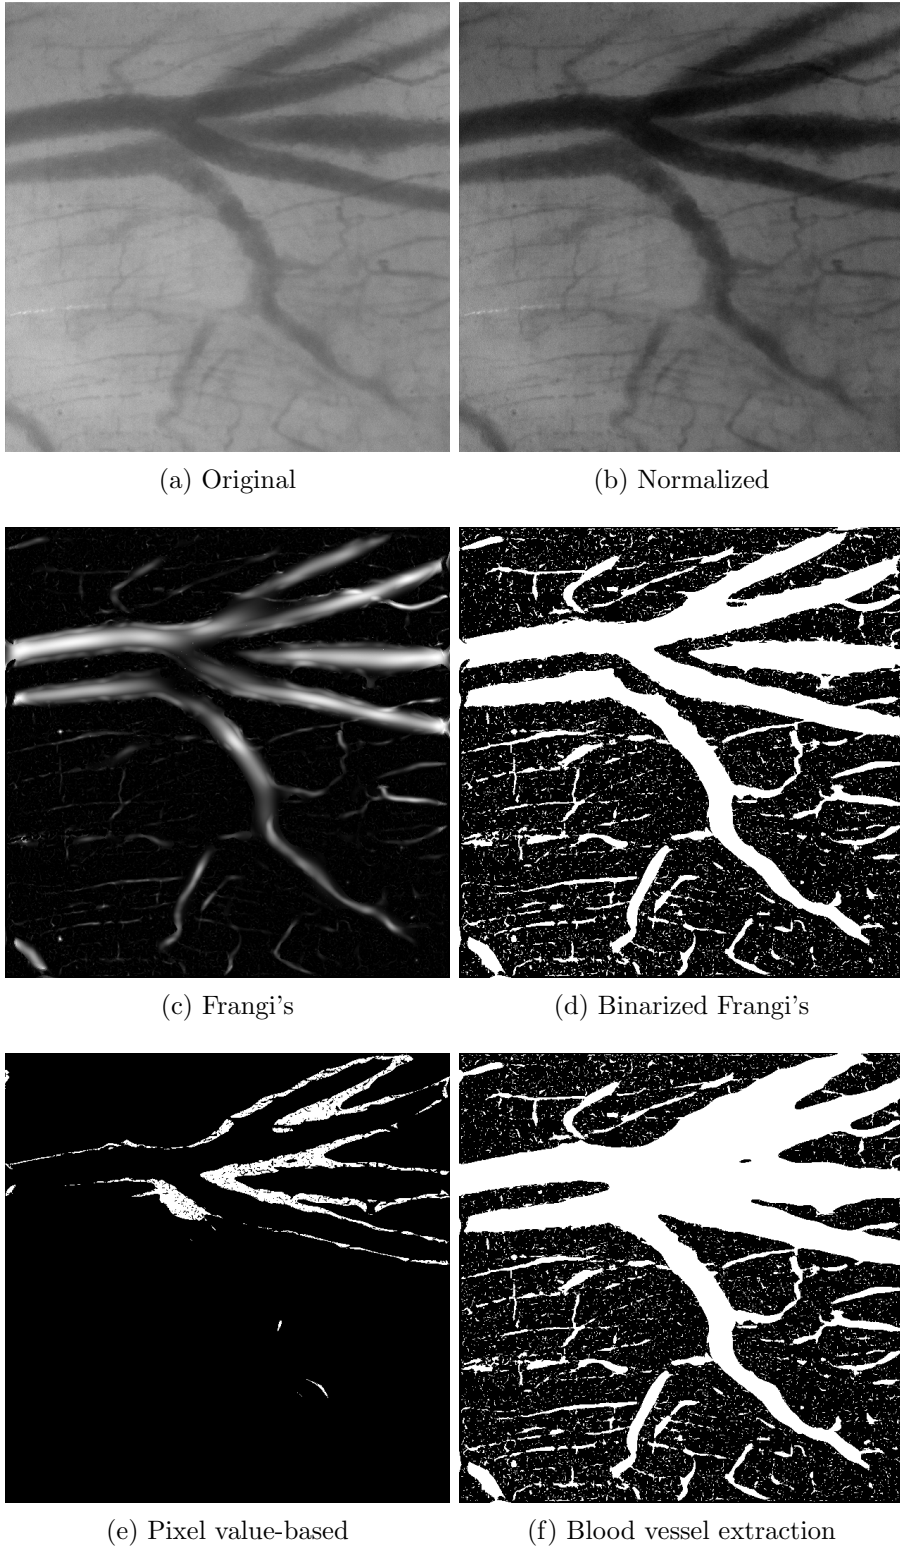 (a) Original
(b) Normalized
(c) Frangi's
(d) Binarized Frangi's
(e) Pixel value-based
(f) Blood vessel extraction